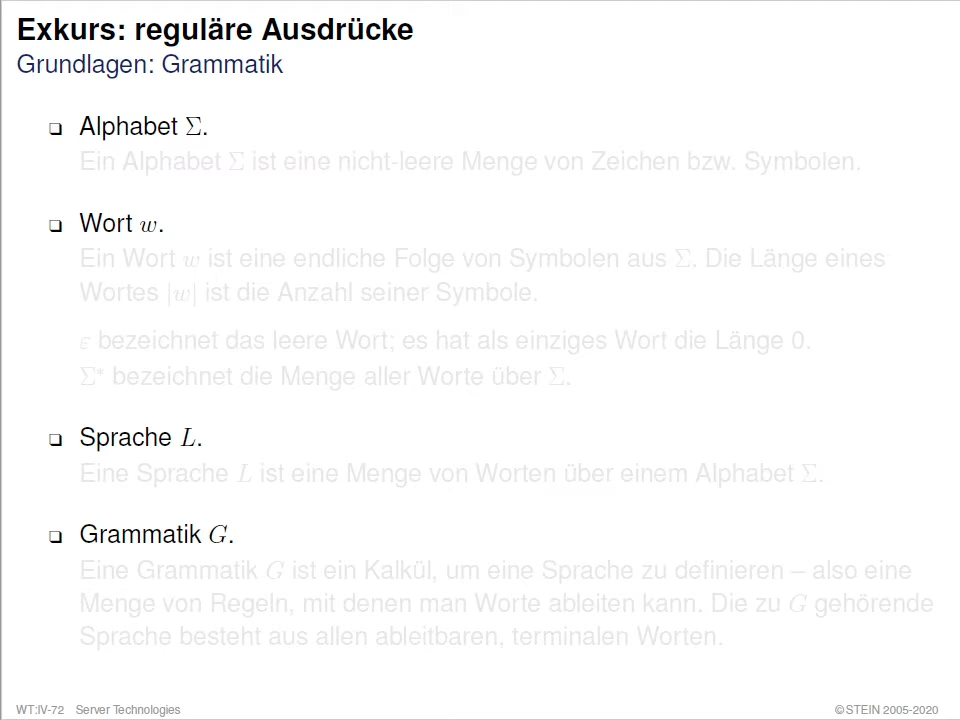 Exkurs: reguläre Ausdrücke
Grundlagen: Grammatik
❏ Alphabet Σ.
Ein Alphabet Σ ist eine nicht-leere Menge von Zeichen bzw. Symbolen.
❏ Wort w.
Ein Wort w ist eine endliche Folge von Symbolen aus Σ. Die Länge eines
Wortes |w| ist die Anzahl seiner Symbole.
ε bezeichnet das leere Wort; es hat als einziges Wort die Länge 0.
Σ* bezeichnet die Menge aller Worte über Σ.
❏ Sprache L.
Eine Sprache L ist eine Menge von Worten über einem Alphabet Σ.
❏ Grammatik G.
Eine Grammatik G ist ein Kalkül, um eine Sprache zu definieren – also eine
Menge von Regeln, mit denen man Worte ableiten kann. Die zu G gehörende
Sprache besteht aus allen ableitbaren, terminalen Worten.
WT:IV-72 Server Technologies ©STEIN 2005-2020